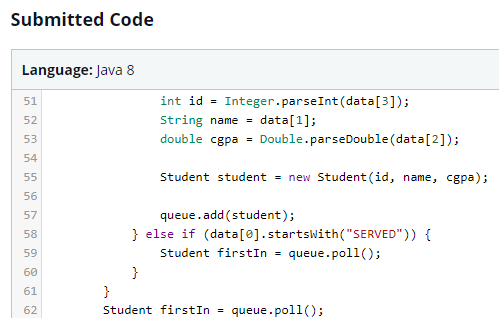 Submitted Code
Language: Java 8
51 int id = Integer.parseInt(data[3]);
52 String name = data[1];
53 double cgpa = Double.parseDouble(data[2]);
54
55 Student student = new Student(id, name, cgpa);
56
57 queue.add(student);
58 } else if (data[0].startsWith("SERVED")) {
59 Student firstIn = queue.poll();
60 }
61 }
62 Student firstIn = queue.poll();